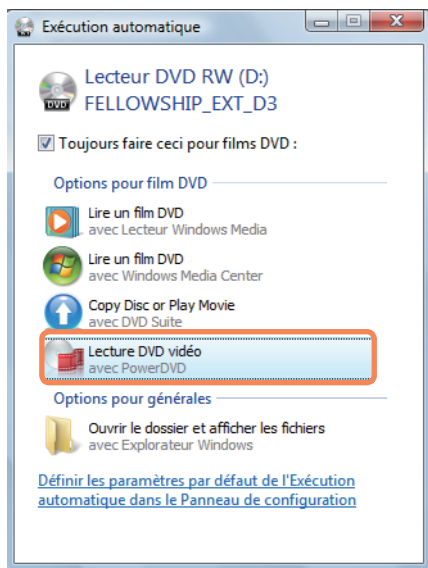 Exécution automatique
Lecteur DVD RW (D:)
FELLOWSHIP_EXT_D3
DVD
Toujours faire ceci pour films DVD :
Options pour film DVD
Lire un film DVD
avec Lecteur Windows Media
Lire un film DVD
avec Windows Media Center
Copy Disc or Play Movie
avec DVD Suite
Lecture DVD vidéo
avec PowerDVD
Options pour générales
Ouvrir le dossier et afficher les fichiers
avec Explorateur Windows
Définir les paramètres par défaut de l'Exécution
automatique dans le Panneau de configuration